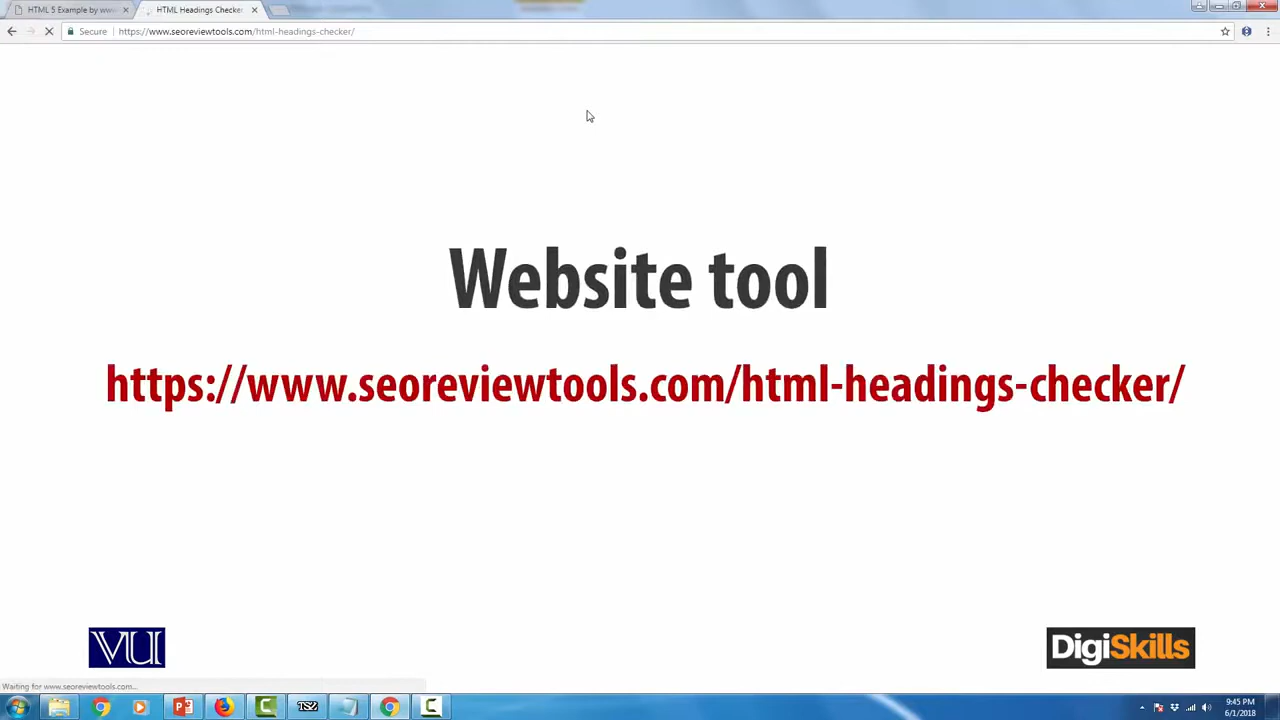 HTML 5 Example by ww
HTML Headings Checker
Secure
https://www.seoreviewtools.com/html-headings-checker/
Website tool
https://www.seoreviewtools.com/html-headings-checker/
VU
DigiSkills
Waiting for www.seoreviewtools.com...
TSZ
9:45 PM
6/1/2018